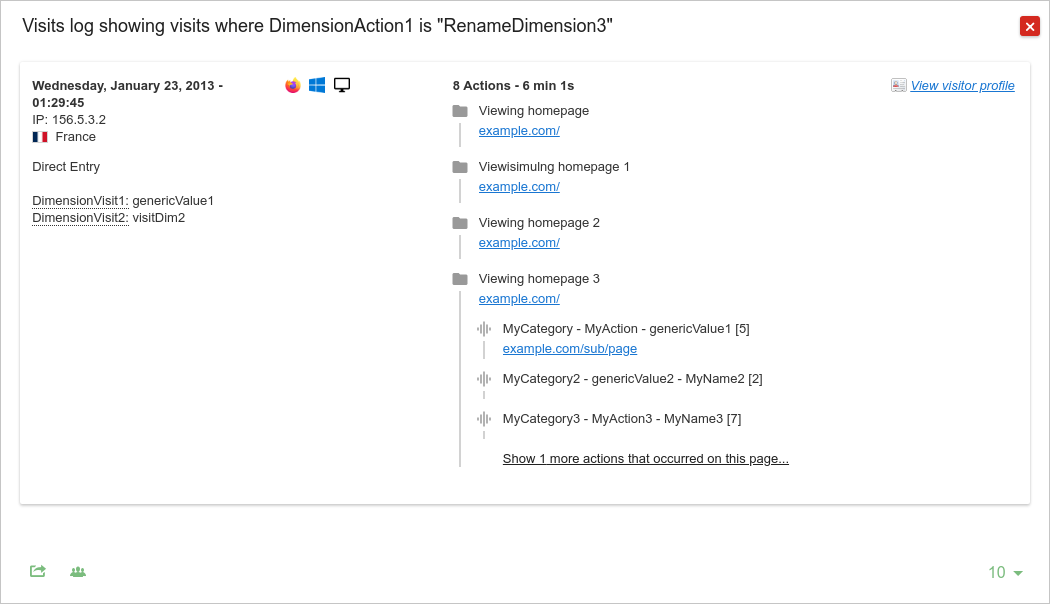 Visits log showing visits where DimensionAction1 is "RenameDimension3"
Wednesday, January 23, 2013 -
01:29:45
IP: 156.5.3.2
France
Direct Entry
DimensionVisit1: genericValue1
DimensionVisit2: visitDim2
8 Actions - 6 min 1s
View visitor profile
Viewing homepage
example.com/
Viewisimulng homepage 1
example.com/
Viewing homepage 2
example.com/
Viewing homepage 3
example.com/
MyCategory - MyAction - genericValue1 [5]
example.com/sub/page
MyCategory2 - genericValue2 - MyName2 [2]
MyCategory3 - MyAction3 - MyName3 [7]
Show 1 more actions that occurred on this page...
10